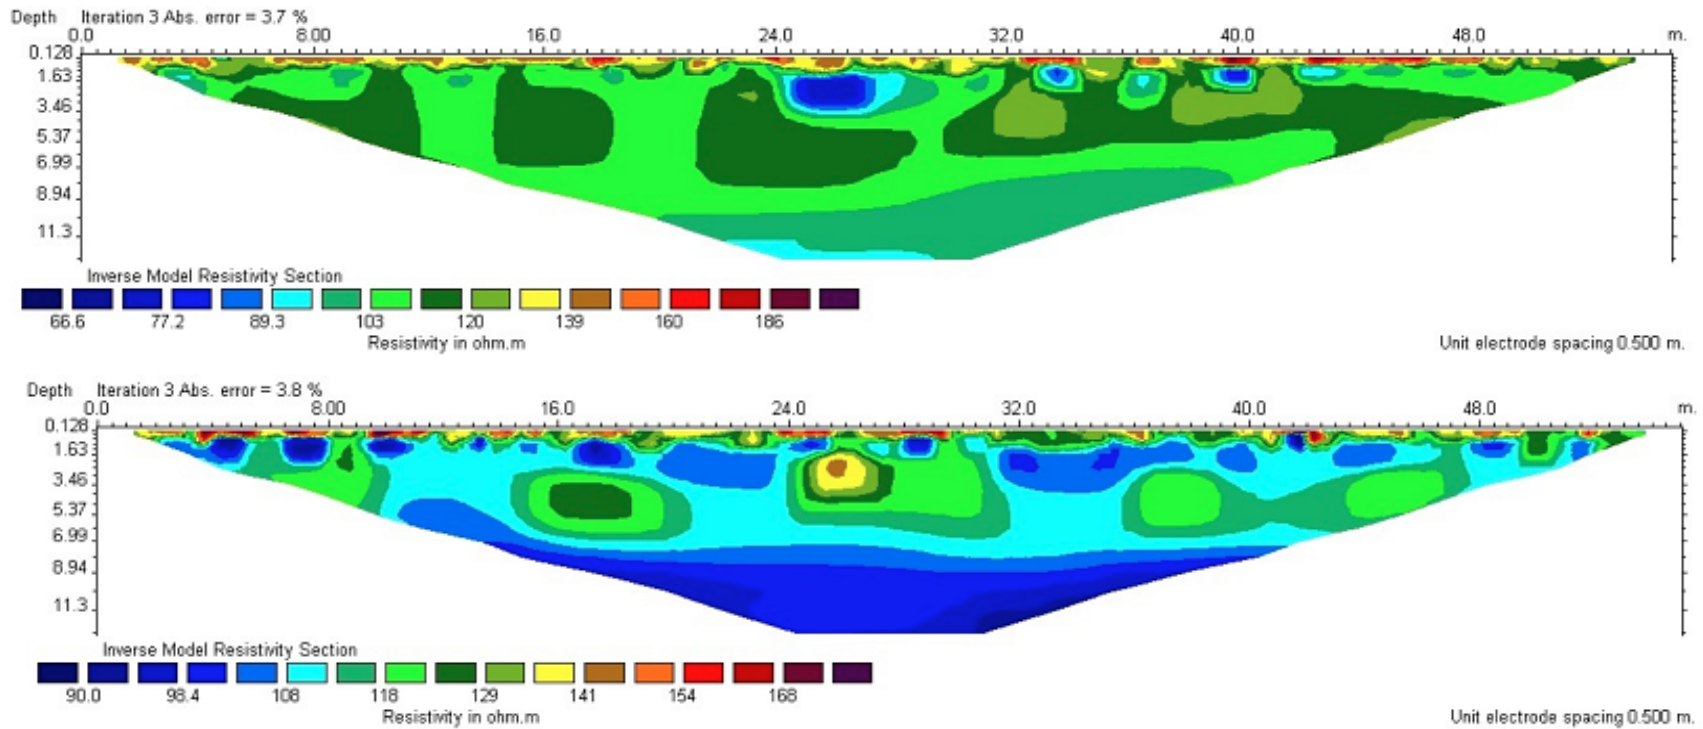 Depth Iteration 3 Abs. error = 3.7 %
0.0 8.00 16.0 24.0 32.0 40.0 48.0 m.
0.128
1.63
3.46
5.37
6.99
8.94
11.3
Inverse Model Resistivity Section
66.6 77.2 89.3 103 120 139 160 186
Resistivity in ohm.m
Unit electrode spacing 0.500 m.
Depth Iteration 3 Abs. error = 3.8 %
0.0 8.00 16.0 24.0 32.0 40.0 48.0 m.
0.128
1.63
3.46
5.37
6.99
8.94
11.3
Inverse Model Resistivity Section
90.0 98.4 108 118 129 141 154 168
Resistivity in ohm.m
Unit electrode spacing 0.500 m.